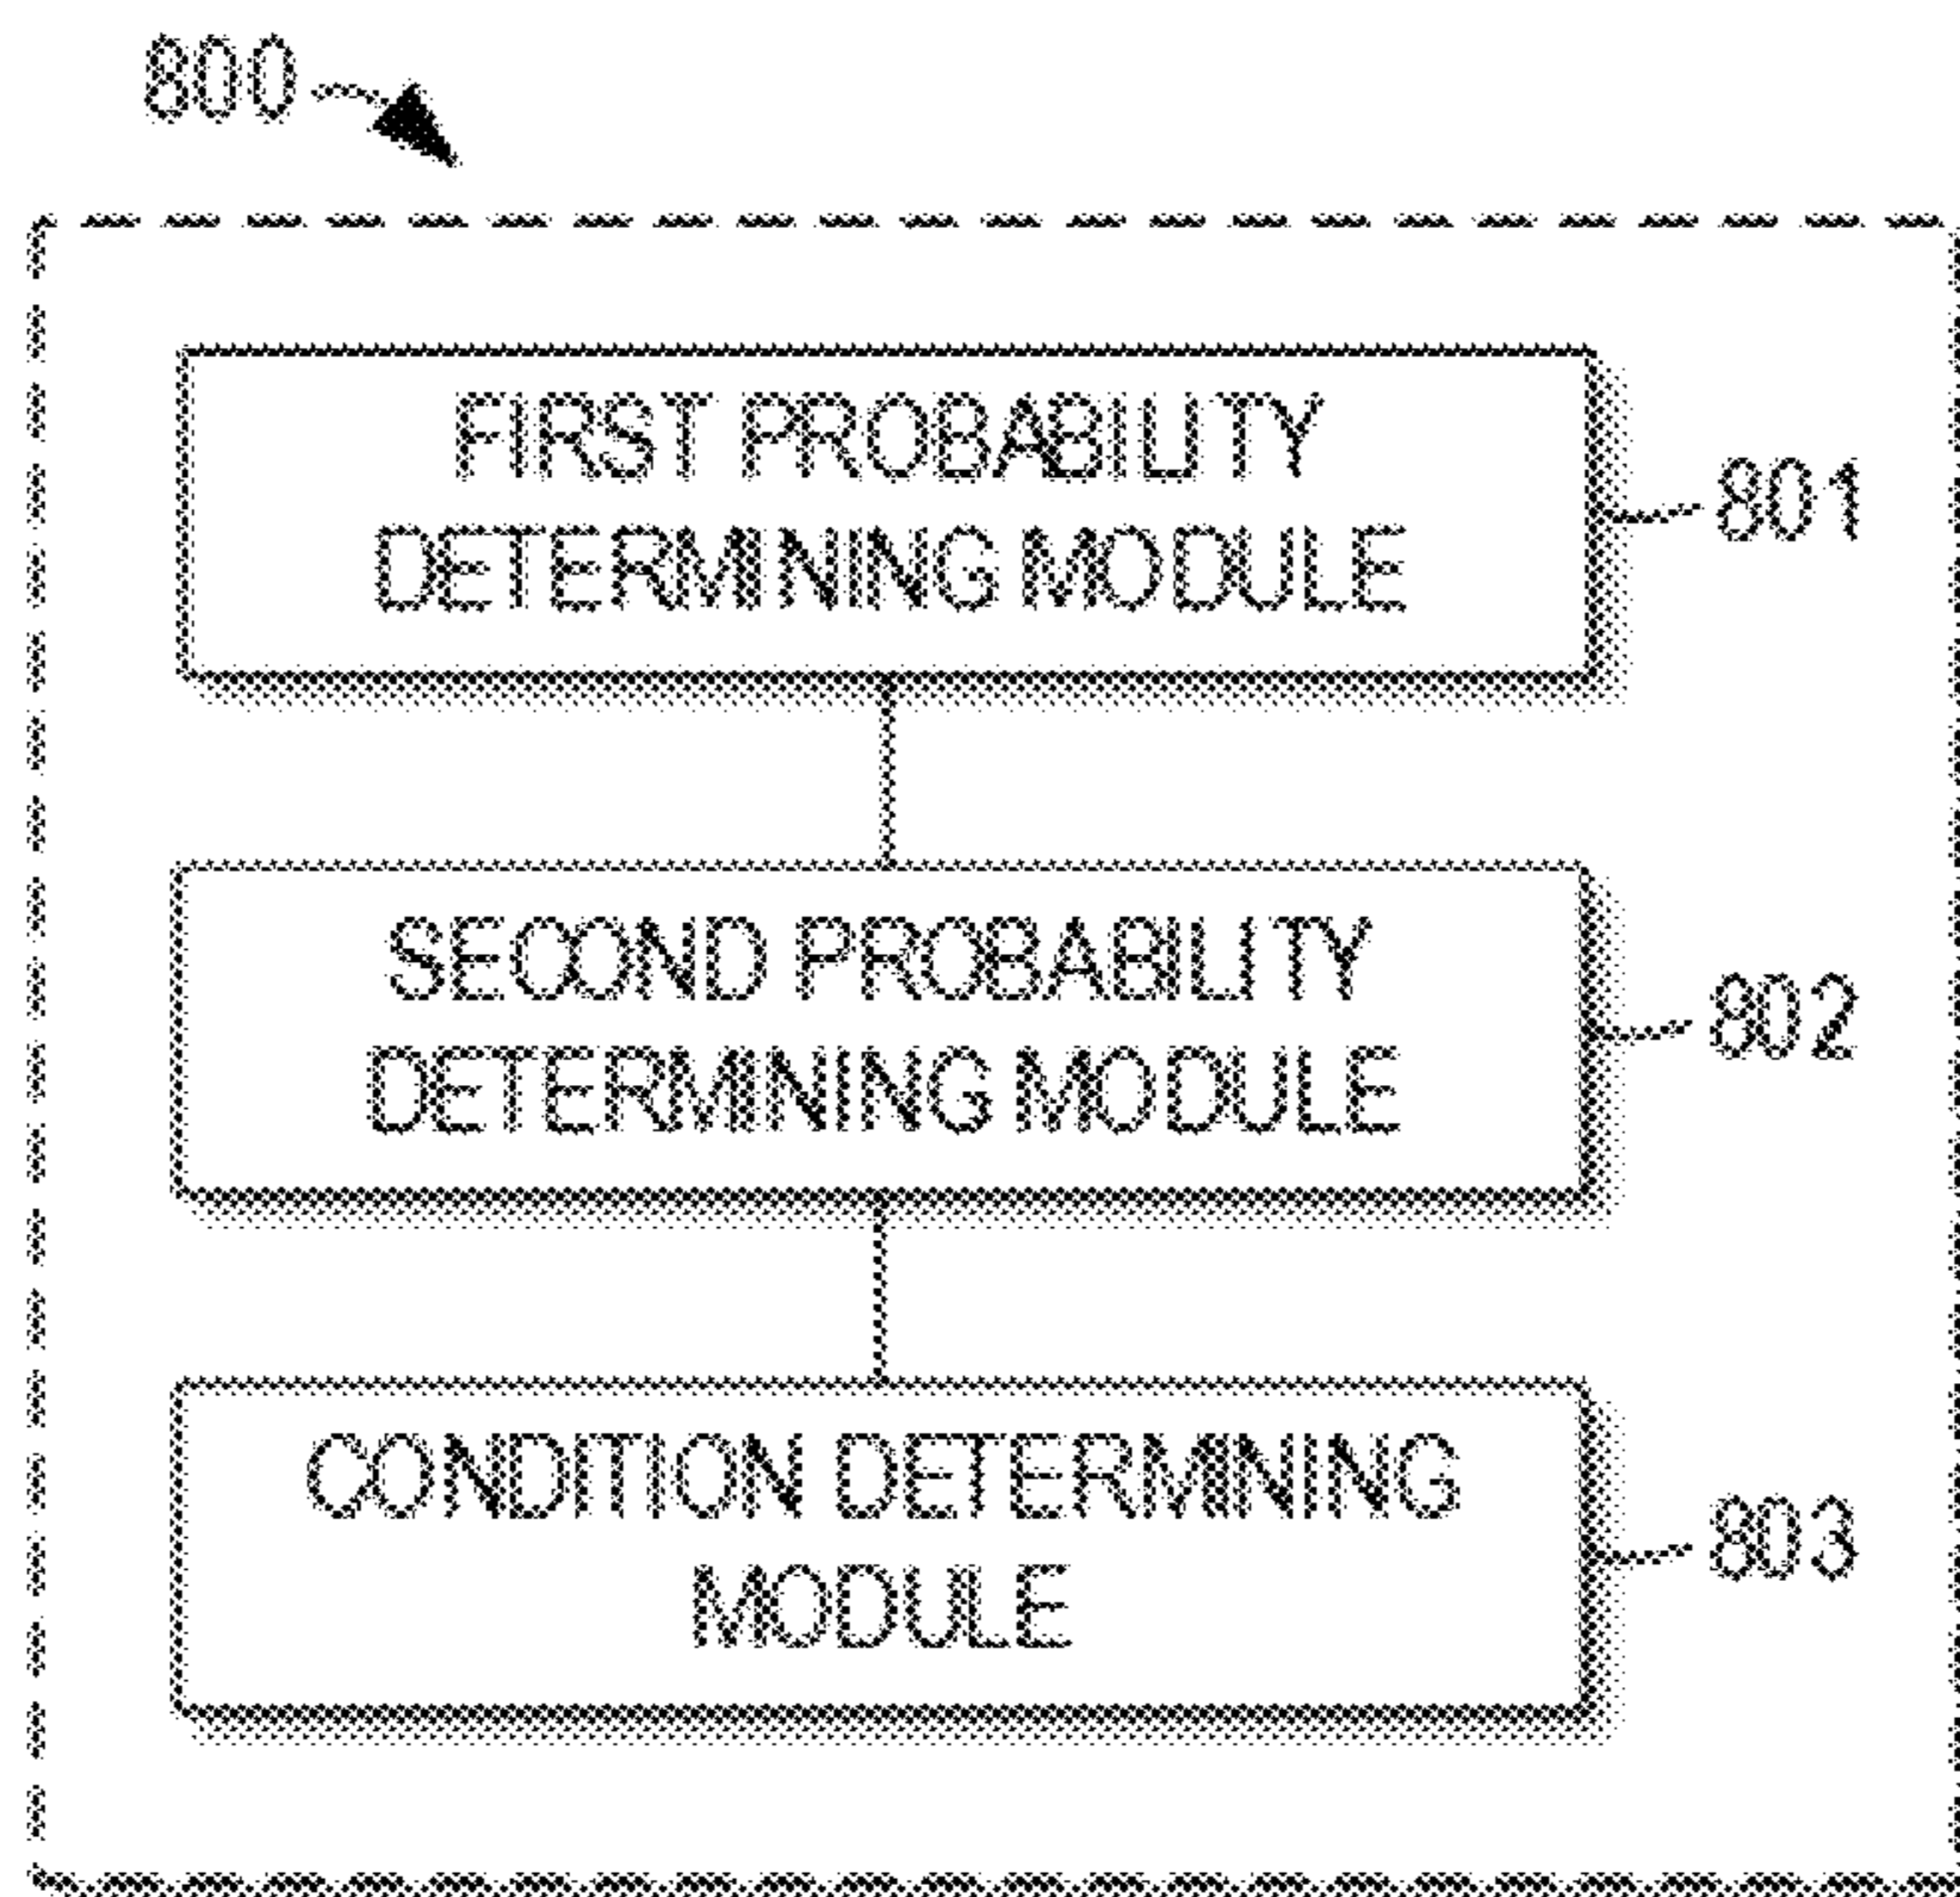 800
FIRST PROBABILITY
DETERMINING MODULE
801
SECOND PROBABILITY
DETERMINING MODULE
802
CONDITION DETERMINING
MODULE
803